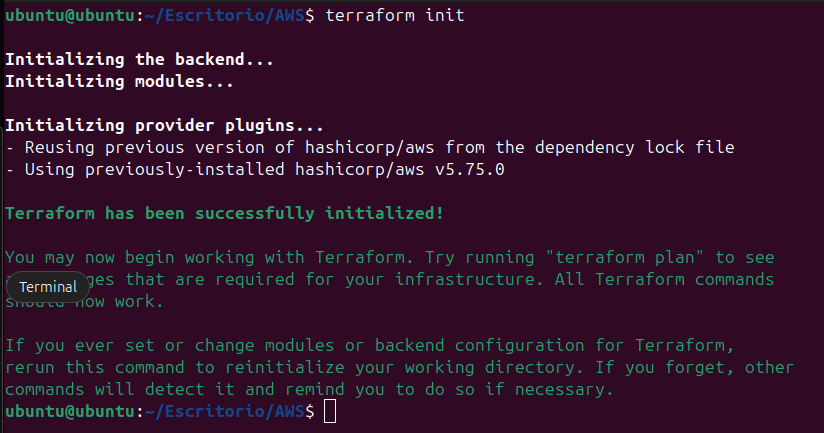 ubuntu@ubuntu:~/Escritorio/AWS$ terraform init
Initializing the backend...
Initializing modules...
Initializing provider plugins...
- Reusing previous version of hashicorp/aws from the dependency lock file
- Using previously-installed hashicorp/aws v5.75.0
Terraform has been successfully initialized!
You may now begin working with Terraform. Try running "terraform plan" to see
that are required for your infrastructure. All Terraform commands
Terminal
now work.
If you ever set or change modules or backend configuration for Terraform,
rerun this command to reinitialize your working directory. If you forget, other
commands will detect it and remind you to do so if necessary.
ubuntu@ubuntu:~/Escritorio/AWS$